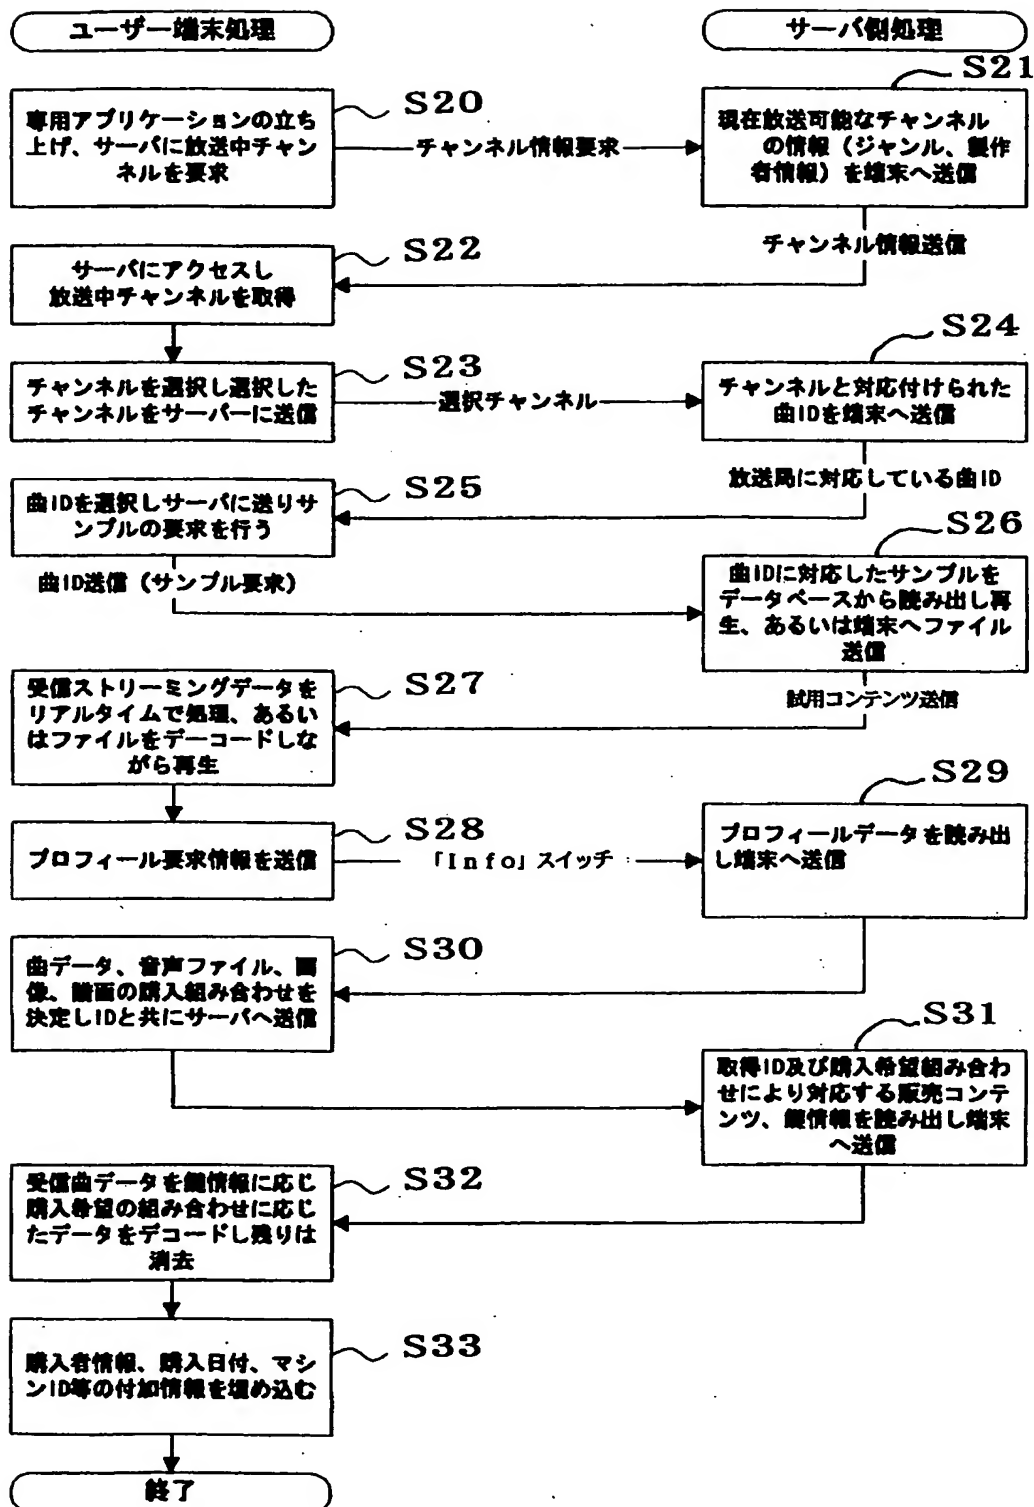 ユーザー端末処理
サーバ側処理
S20
専用アプリケーションの立ち
上げ、サーバに放送中チャン
ネルを要求
チャンネル情報要求
S21
現在放送可能なチャンネル
の情報（ジャンル、製作
者情報）を端末へ送信
チャンネル情報送信
S22
サーバにアクセスし
放送中チャンネルを取得
S23
チャンネルを選択し選択した
チャンネルをサーバーに送信
選択チャンネル
S24
チャンネルと対応付けられた
曲IDを端末へ送信
放送局に対応している曲ID
S25
曲IDを選択しサーバに送りサ
ンプルの要求を行う
曲ID送信（サンプル要求）
S26
曲IDに対応したサンプルを
データベースから読み出し再
生、あるいは端末へファイル
送信
試用コンテンツ送信
S27
受信ストリーミングデータを
リアルタイムで処理、あるい
はファイルをデーコードしな
がら再生
S28
プロフィール要求情報を送信
「Info」スイッチ
S29
プロフィールデータを読み出
し端末へ送信
S30
曲データ、音声ファイル、画
像、譜面の購入組み合わせを
決定しIDと共にサーバへ送信
S31
取得ID及び購入希望組み合わ
せにより対応する販売コンテ
ンツ、鍵情報を読み出し端末
へ送信
S32
受信曲データを鍵情報に応じ
購入希望の組み合わせに応じ
たデータをデコードし残りは
消去
S33
購入者情報、購入日付、マシ
ンID等の付加情報を埋め込む
終了